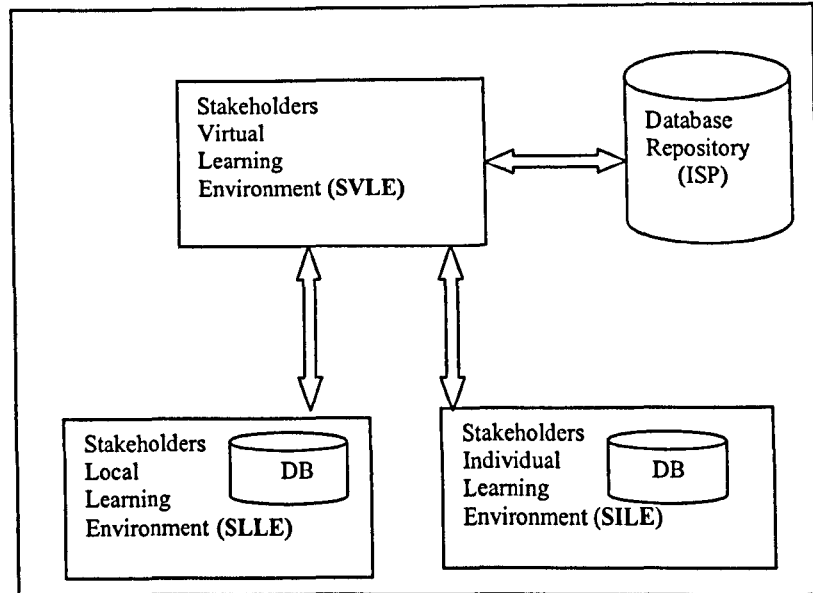 Stakeholders
Virtual
Learning
Environment (SVLE)
Database
Repository
(ISP)
Stakeholders
Local
Learning
Environment (SLLE)
DB
Stakeholders
Individual
Learning
Environment (SILE)
DB